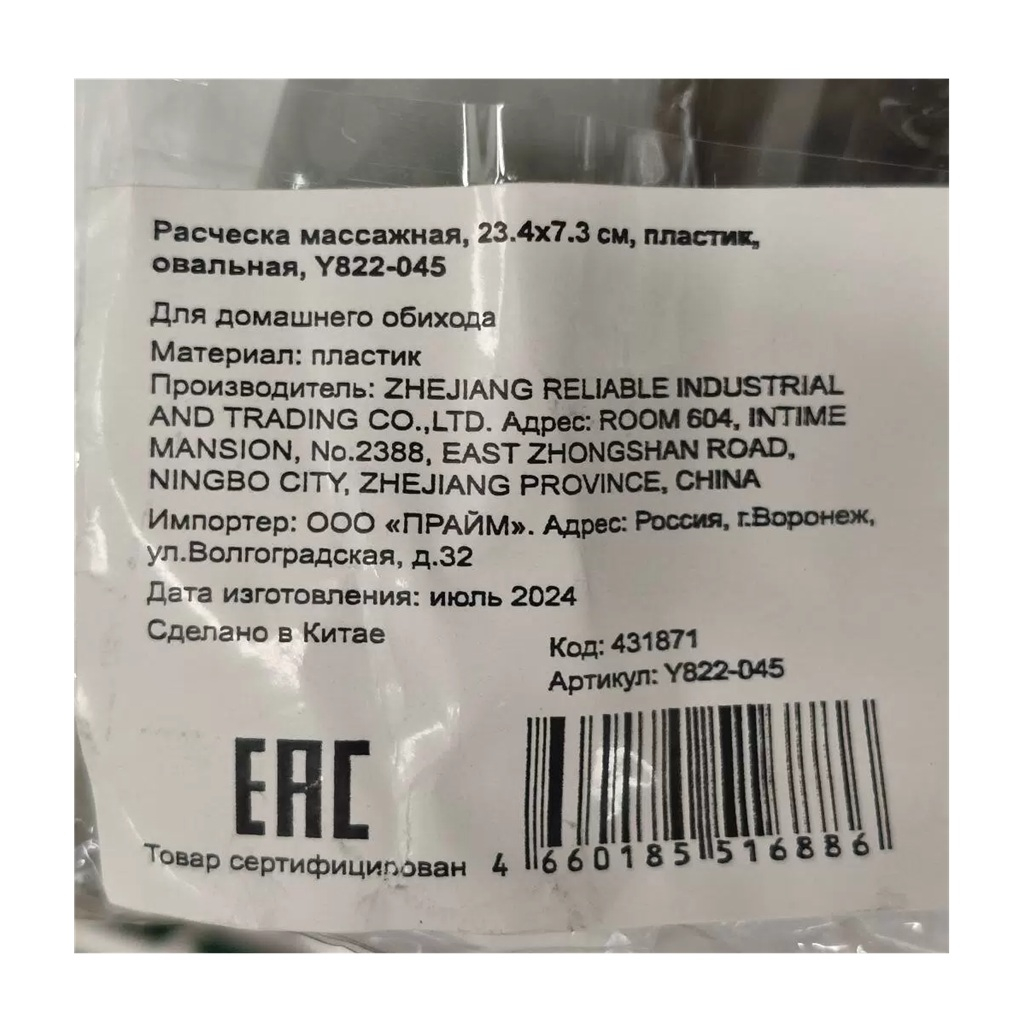 Расческа массажная, 23.4х7.3 см, пластик,
овальная, Y822-045
Для домашнего обихода
Материал: пластик
Производитель: ZHEJIANG RELIABLE INDUSTRIAL
AND TRADING CO.,LTD. Адрес: ROOM 604, INTIME
MANSION, No.2388, EAST ZHONGSHAN ROAD,
NINGBO CITY, ZHEJIANG PROVINCE, CHINA
Импортер: ООО «ПРАЙМ». Адрес: Россия, г.Воронеж,
ул.Волгоградская, д.32
Дата изготовления: июль 2024
Сделано в Китае
Код: 431871
Артикул: Y822-045
EAC
Товар сертифицирован
4 660185 516886